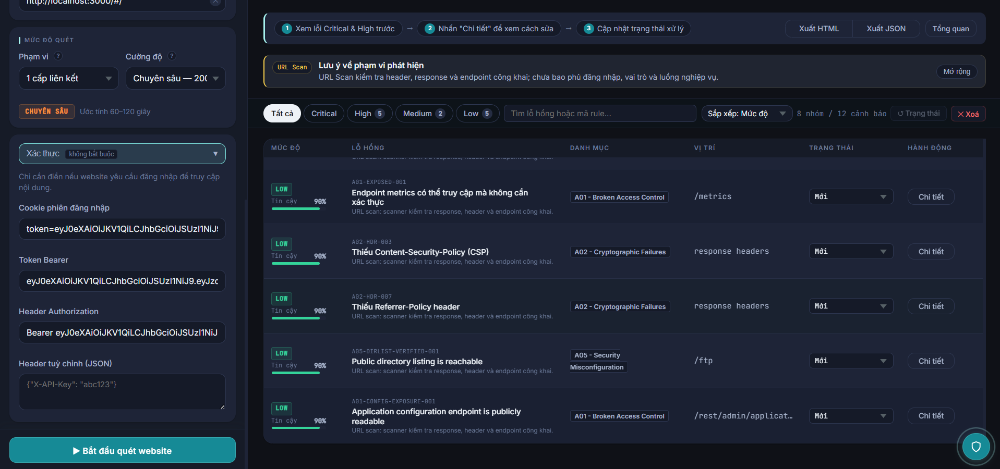 http://localhost:3000/#/
MỨC ĐỘ QUÉT
Phạm vi ?
Cường độ ?
1 cấp liên kết
Chuyên sâu — 200
CHUYÊN SÂU
Ước tính 60–120 giây
Xác thực
không bắt buộc
Chỉ cần điền nếu website yêu cầu đăng nhập để truy cập
nội dung.
Cookie phiên đăng nhập
token=eyJ0eXAiOiJKV1QiLCJhbGciOiJSUzI1NiJ9
Token Bearer
eyJ0eXAiOiJKV1QiLCJhbGciOiJSUzI1NiJ9.eyJzc
Header Authorization
Bearer eyJ0eXAiOiJKV1QiLCJhbGciOiJSUzI1NiJ
Header tuỳ chỉnh (JSON)
{"X-API-Key": "abc123"}
▶ Bắt đầu quét website
1 Xem lỗi Critical & High trước
→
2 Nhấn "Chi tiết" để xem cách sửa
→
3 Cập nhật trạng thái xử lý
Xuất HTML
Xuất JSON
Tổng quan
URL Scan
Lưu ý về phạm vi phát hiện
URL Scan kiểm tra header, response và endpoint công khai; chưa bao phủ đăng nhập, vai trò và luồng nghiệp vụ.
Mở rộng
Tất cả
Critical
High 5
Medium 2
Low 5
Tìm lỗ hổng hoặc mã rule...
Sắp xếp: Mức độ
8 nhóm / 12 cảnh báo
↺ Trạng thái
✕ Xoá
MỨC ĐỘ
LỖ HỔNG
DANH MỤC
VỊ TRÍ
TRẠNG THÁI
HÀNH ĐỘNG
URL scan: scanner kiểm tra response, header và endpoint công khai.
LOW
Tin cậy 90%
A01-EXPOSED-001
Endpoint metrics có thể truy cập mà không cần
xác thực
URL scan: scanner kiểm tra response, header và endpoint công khai.
A01 - Broken Access Control
/metrics
Mới
Chi tiết
LOW
Tin cậy 90%
A02-HDR-003
Thiếu Content-Security-Policy (CSP)
URL scan: scanner kiểm tra response, header và endpoint công khai.
A02 - Cryptographic Failures
response headers
Mới
Chi tiết
LOW
Tin cậy 90%
A02-HDR-007
Thiếu Referrer-Policy header
URL scan: scanner kiểm tra response, header và endpoint công khai.
A02 - Cryptographic Failures
response headers
Mới
Chi tiết
LOW
Tin cậy 90%
A05-DIRLIST-VERIFIED-001
Public directory listing is reachable
URL scan: scanner kiểm tra response, header và endpoint công khai.
A05 - Security
Misconfiguration
/ftp
Mới
Chi tiết
LOW
Tin cậy 90%
A01-CONFIG-EXPOSURE-001
Application configuration endpoint is publicly
readable
URL scan: scanner kiểm tra response, header và endpoint công khai.
A01 - Broken Access Control
/rest/admin/applicat…
Mới
Chi tiết